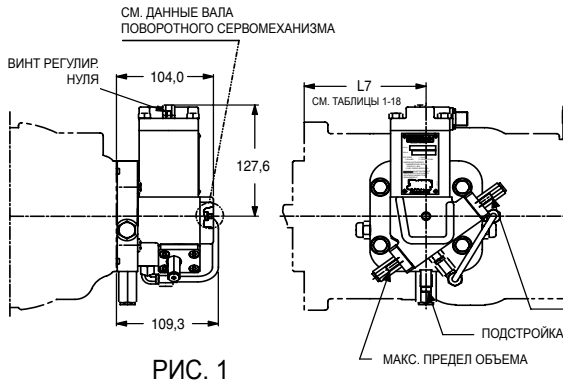 СМ. ДАННЫЕ ВАЛА
ПОВОРОТНОГО СЕРВОМЕХАНИЗМА
ВИНТ РЕГУЛИР.
НУЛЯ
104,0
L7
СМ. ТАБЛИЦЫ 1-18
127,6
109,3
ПОДСТРОЙКА
МАКС. ПРЕДЕЛ ОБЪЕМА
РИС. 1